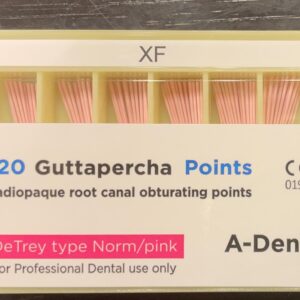 XF
20 Guttapercha Points
adiopaque root canal obturating points
DeTrey type Norm/pink
A-Den
or Professional Dental use only